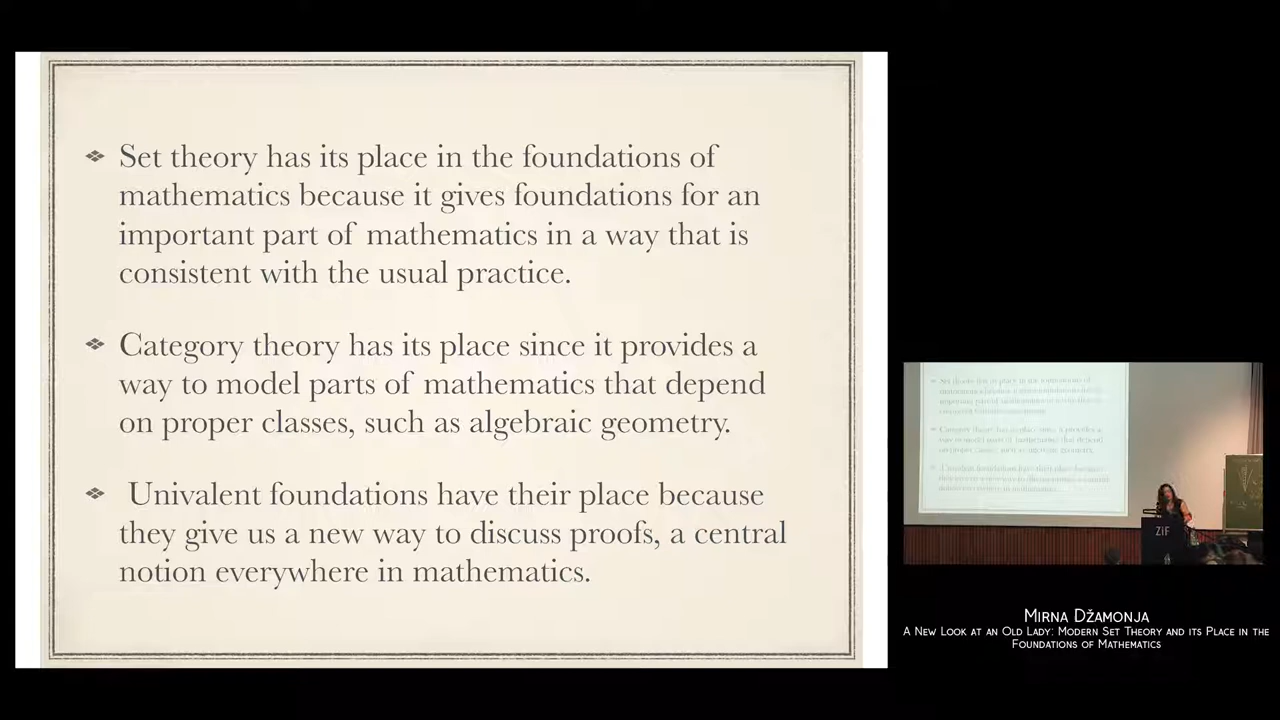 Set theory has its place in the foundations of
mathematics because it gives foundations for an
important part of mathematics in a way that is
consistent with the usual practice.
Category theory has its place since it provides a
way to model parts of mathematics that depend
on proper classes, such as algebraic geometry.
Univalent foundations have their place because
they give us a new way to discuss proofs, a central
notion everywhere in mathematics.
ZiF
Mirna Džamonja
A New Look at an Old Lady: Modern Set Theory and its Place in the
Foundations of Mathematics